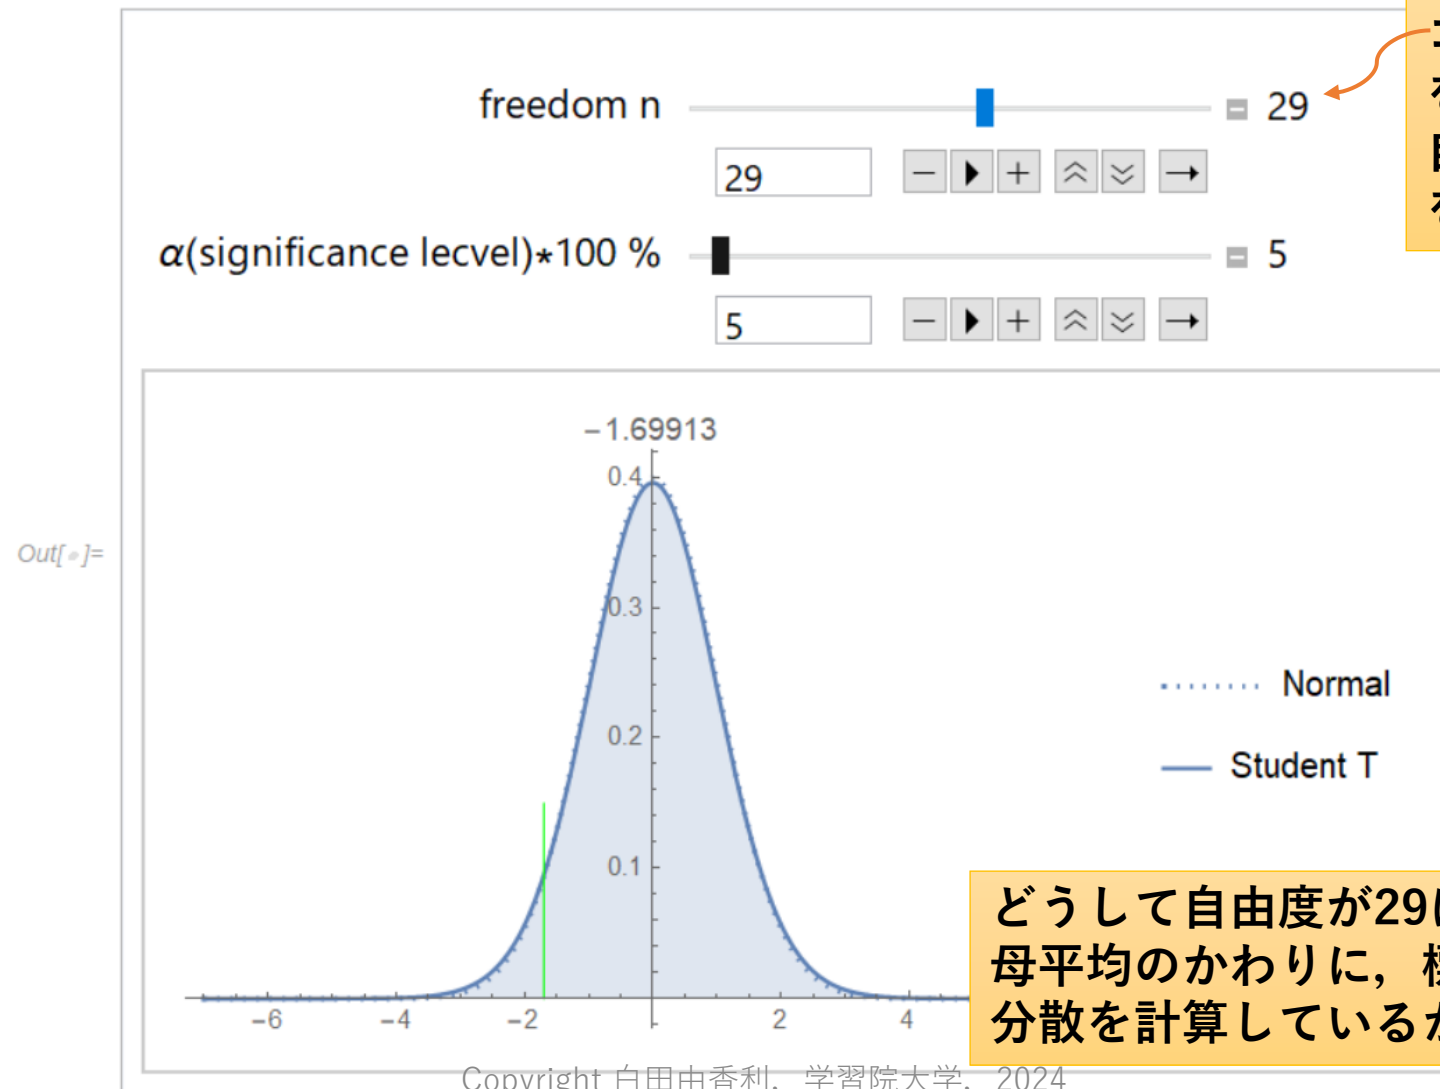 freedom n
29
29
α(significance lecvel)*100 %
5
5
−1.69913
0.4
0.3
0.2
0.1
−6
−4
−2
2
4
Out[]=
Normal
Student T
を
を
どうして自由度が29
母平均のかわりに，
分散を計算している
Copyright 白田由香利，学習院大学，2024